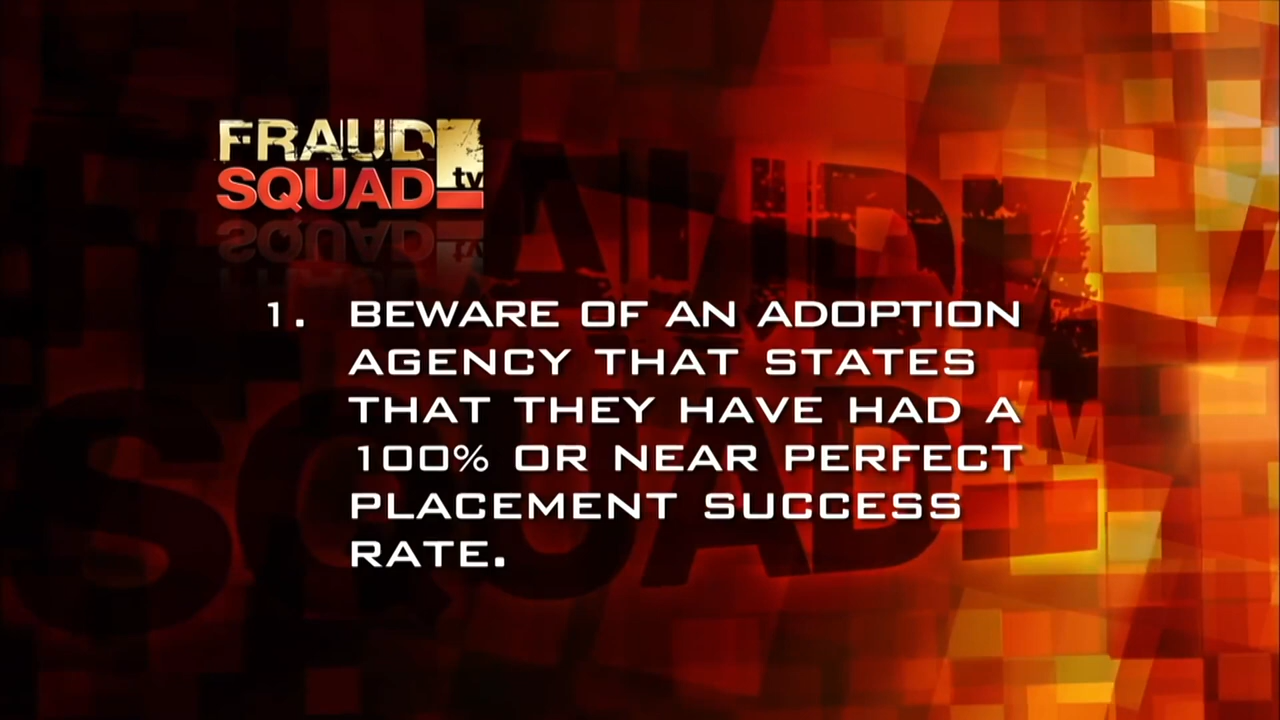 FRAUD
SQUAD tv
1. BEWARE OF AN ADOPTION
AGENCY THAT STATES
THAT THEY HAVE HAD A
100% OR NEAR PERFECT
PLACEMENT SUCCESS
RATE.